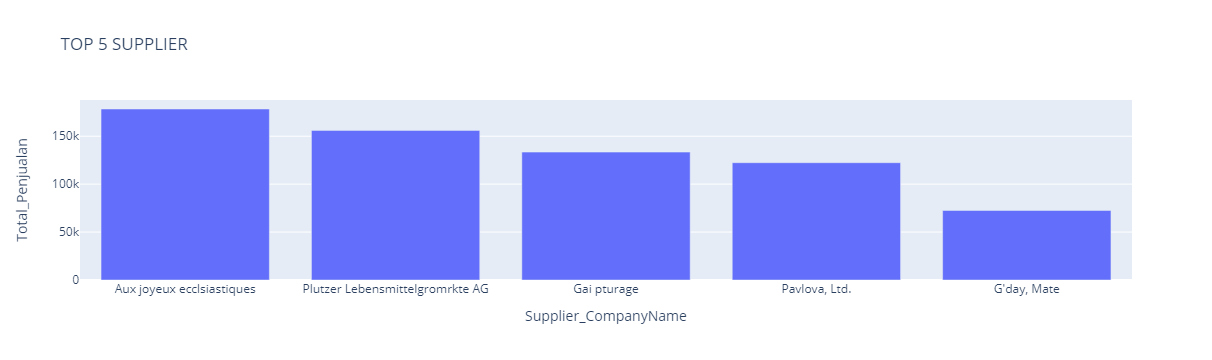 TOP 5 SUPPLIER
Total_Penjualan
150k
100k
50k
0
Aux joyeux ecclsiastiques
Plutzer Lebensmittelgromrkte AG
Gai pturage
Pavlova, Ltd.
G'day, Mate
Supplier_CompanyName